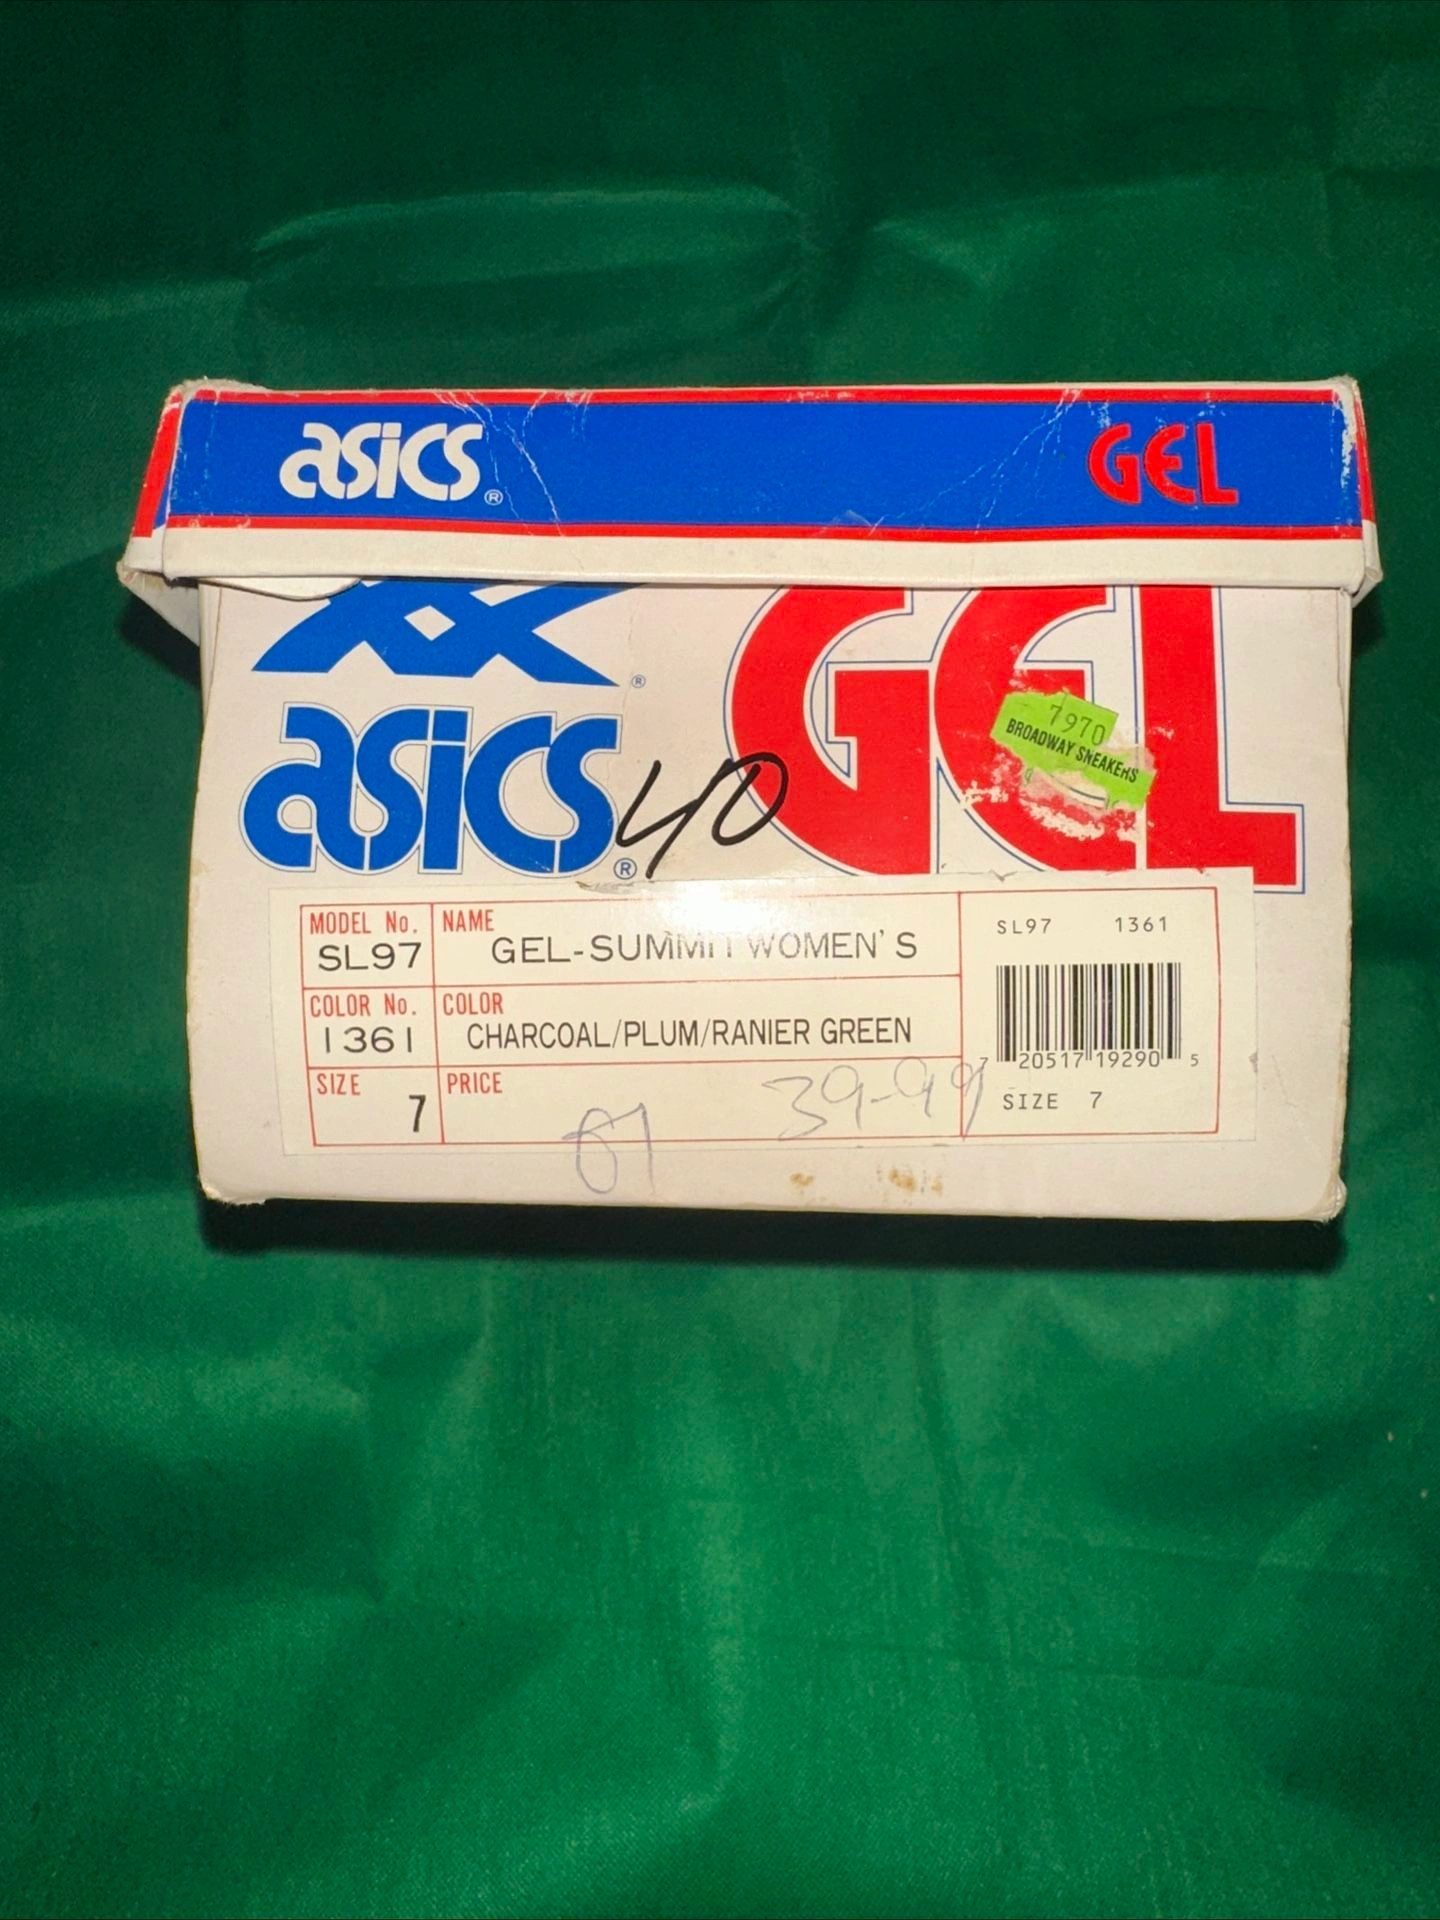 asics® GEL
®
asics® GEL
7970
BROADWAY SNEAKERS
40
MODEL No. NAME
SL97 GEL-SUMMIT WOMEN'S
SL97 1361
COLOR No. COLOR
1361 CHARCOAL/PLUM/RANIER GREEN
7 20517 19290 5
SIZE PRICE
7 39-99
SIZE 7